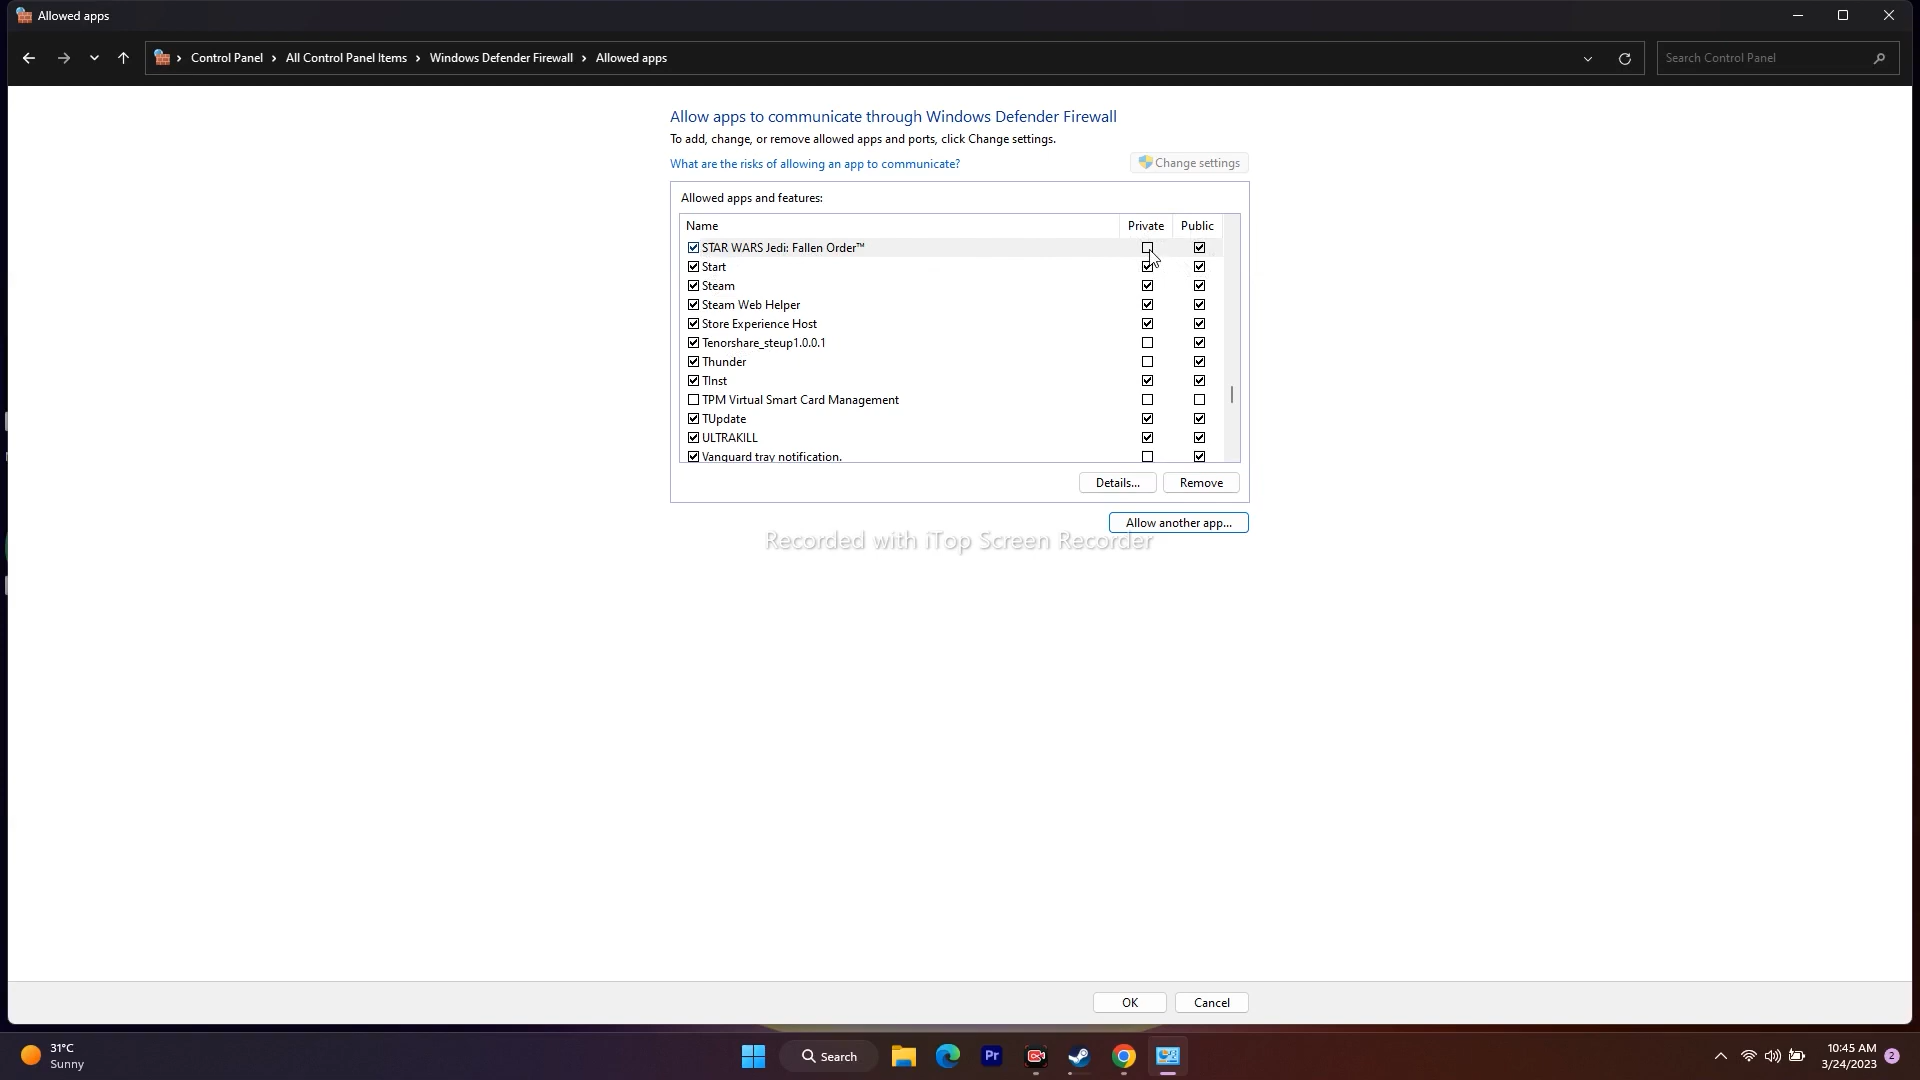 Allowed apps
Control Panel > All Control Panel Items > Windows Defender Firewall > Allowed apps
Search Control Panel
Allow apps to communicate through Windows Defender Firewall
To add, change, or remove allowed apps and ports, click Change settings.
What are the risks of allowing an app to communicate?
Change settings
Allowed apps and features:
Name Private Public
STAR WARS Jedi: Fallen Order™
Start
Steam
Steam Web Helper
Store Experience Host
Tenorshare_steup1.0.0.1
Thunder
TInst
TPM Virtual Smart Card Management
TUpdate
ULTRAKILL
Vanguard tray notification.
Details... Remove
Allow another app...
Recorded with iTop Screen Recorder
OK Cancel
31°C
Sunny
Search
Pr
10:45 AM
3/24/2023
2